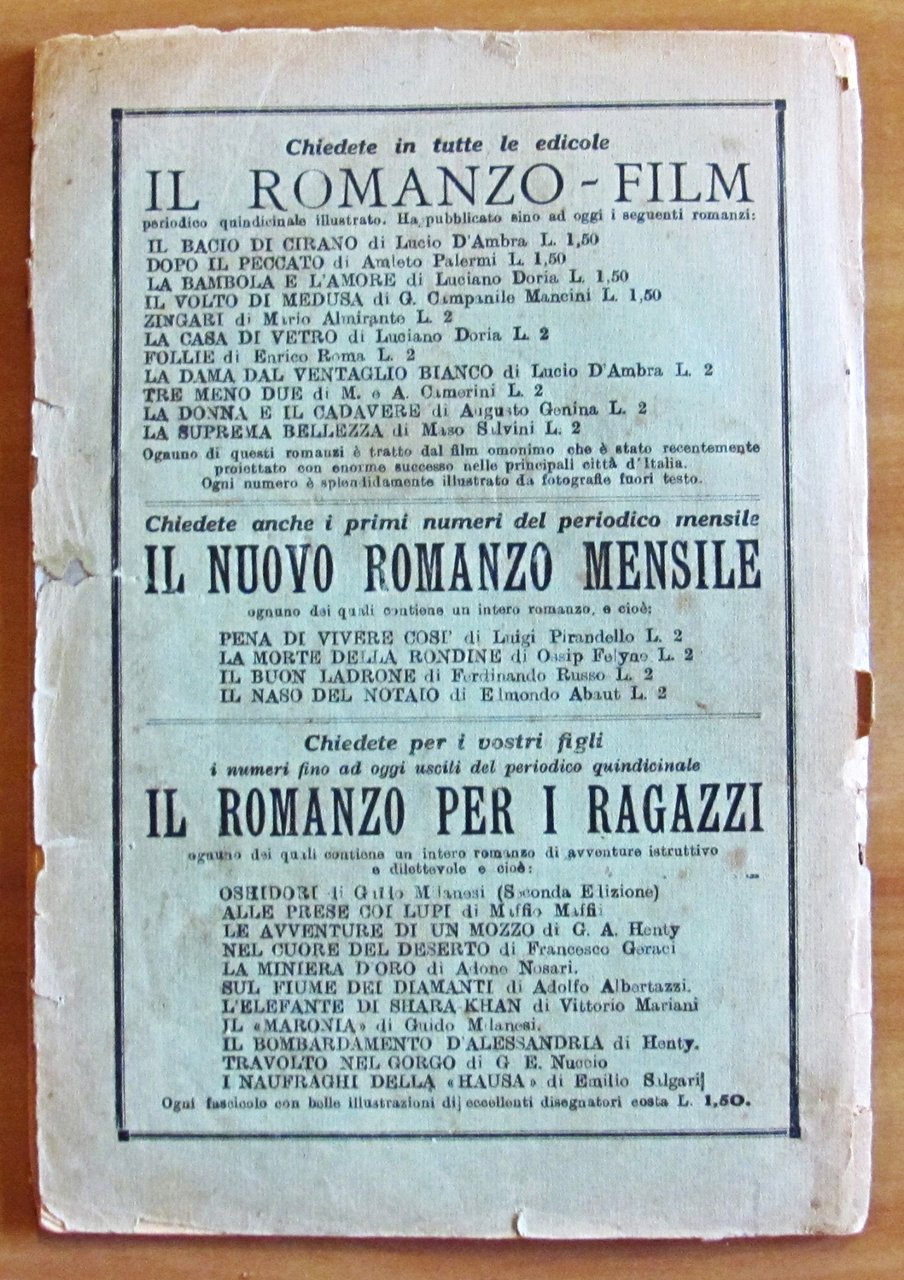 Chiedete in tutte le edicole
IL ROMANZO - FILM
periodico quindicinale illustrato. Ha pubblicato sino ad oggi i seguenti romanzi:
IL BACIO DI CIRANO di Lucio D'Ambra L. 1,50
DOPO IL PECCATO di Amleto Palermi L. 1,50
LA BAMBOLA E L'AMORE di Luciano Doria L. 1,50
IL VOLTO DI MEDUSA di G. Campanile Mancini L. 1,50
ZINGARI di Mario Almirante L. 2
LA CASA DI VETRO di Luciano Doria L. 2
FOLLIE di Enrico Roma L. 2
LA DAMA DAL VENTAGLIO BIANCO di Lucio D'Ambra L. 2
TRE MENO DUE di M. e A. Camerini L. 2
LA DONNA E IL CADAVERE di Augusto Genina L. 2
LA SUPREMA BELLEZZA di Maso Salvini L. 2
Ognuno di questi romanzi è tratto dal film omonimo che è stato recentemente
proiettato con enorme successo nelle principali città d'Italia.
Ogni numero è splendidamente illustrato da fotografie fuori testo.
Chiedete anche i primi numeri del periodico mensile
IL NUOVO ROMANZO MENSILE
ognuno dei quali contiene un intero romanzo, e cioè:
PENA DI VIVERE COSI' di Luigi Pirandello L. 2
LA MORTE DELLA RONDINE di Ossip Felyne L. 2
IL BUON LADRONE di Ferdinando Russo L. 2
IL NASO DEL NOTAIO di Elmondo Abaut L. 2
Chiedete per i vostri figli
i numeri fino ad oggi usciti del periodico quindicinale
IL ROMANZO PER I RAGAZZI
ognuno dei quali contiene un intero romanzo di avventure istruttivo
e dilettevole e cioè:
OSHIDORI di Guido Milanesi (Seconda Edizione)
ALLE PRESE COI LUPI di Maffio Maffii
LE AVVENTURE DI UN MOZZO di G. A. Henty
NEL CUORE DEL DESERTO di Francesco Geraci
LA MINIERA D'ORO di Adone Nosari.
SUL FIUME DEI DIAMANTI di Adolfo Albertazzi.
L'ELEFANTE DI SHARA-KHAN di Vittorio Mariani
IL «MARONIA» di Guido Milanesi.
IL BOMBARDAMENTO D'ALESSANDRIA di Henty.
TRAVOLTO NEL GORGO di G E. Nuccio
I NAUFRAGHI DELLA «HAUSA» di Emilio Salgari
Ogni fascicolo con belle illustrazioni di eccellenti disegnatori costa L. 1,50.